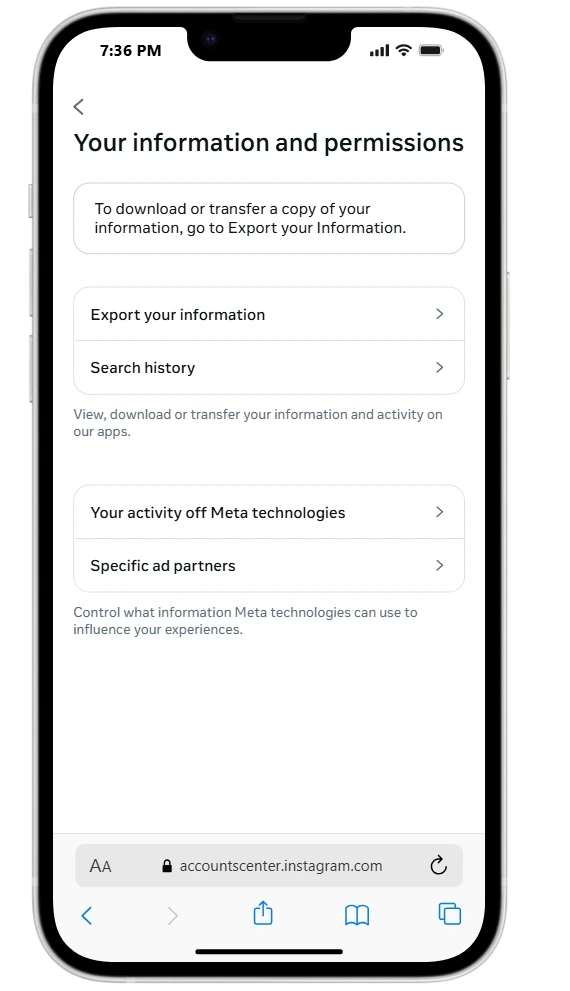 7:36 PM
Your information and permissions
To download or transfer a copy of your
information, go to Export your Information.
Export your information
Search history
View, download or transfer your information and activity on
our apps.
Your activity off Meta technologies
Specific ad partners
Control what information Meta technologies can use to
influence your experiences.
AA accountscenter.instagram.com